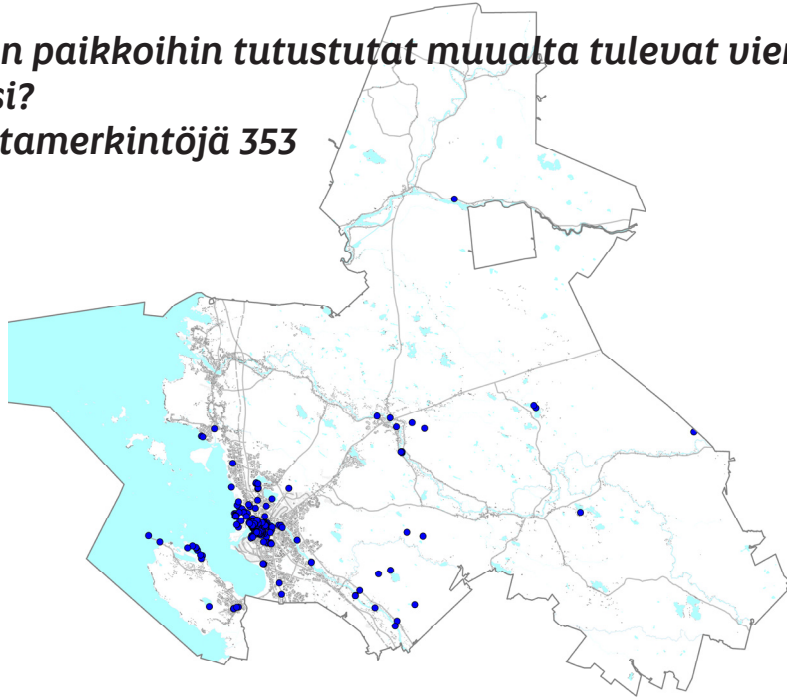 n paikkoihin tutustutat muualta tulevat vier
si?
tamerkintöjä 353